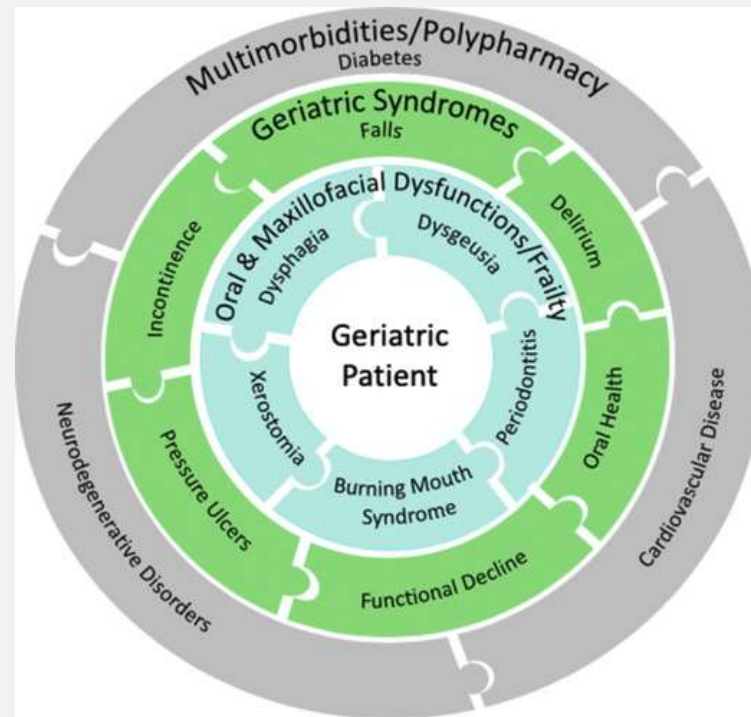 Multimorbidities/Polypharmacy
Diabetes
Geriatric Syndromes
Falls
Oral & Maxillofacial Dysfunctions/Frailty
Dysphagia
Dysgeusia
Incontinence
Delirium
Geriatric
Patient
Xerostomia
Periodontitis
Burning Mouth
Syndrome
Pressure Ulcers
Oral Health
Functional Decline
Neurodegenerative Disorders
Cardiovascular Disease